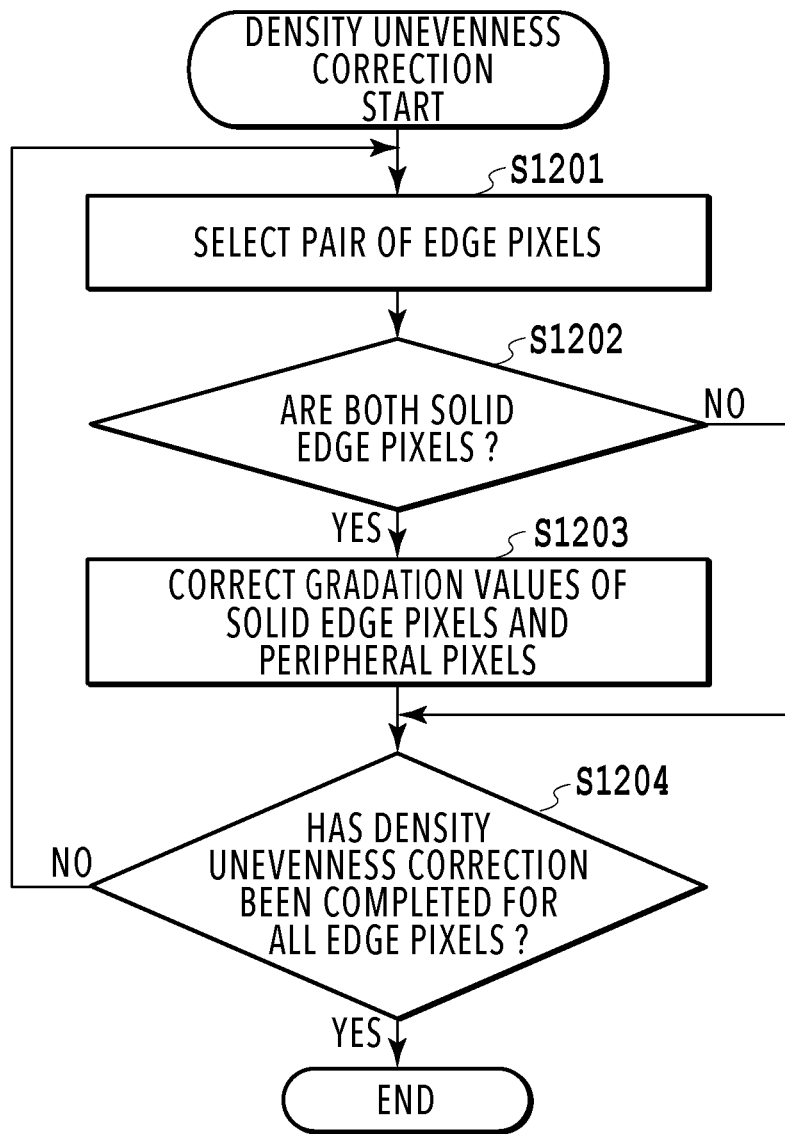 DENSITY UNEVENNESS
CORRECTION
START
S1201
SELECT PAIR OF EDGE PIXELS
S1202
ARE BOTH SOLID
EDGE PIXELS ?
NO
YES
S1203
CORRECT GRADATION VALUES OF
SOLID EDGE PIXELS AND
PERIPHERAL PIXELS
S1204
HAS DENSITY
UNEVENNESS CORRECTION
BEEN COMPLETED FOR
ALL EDGE PIXELS ?
NO
YES
END